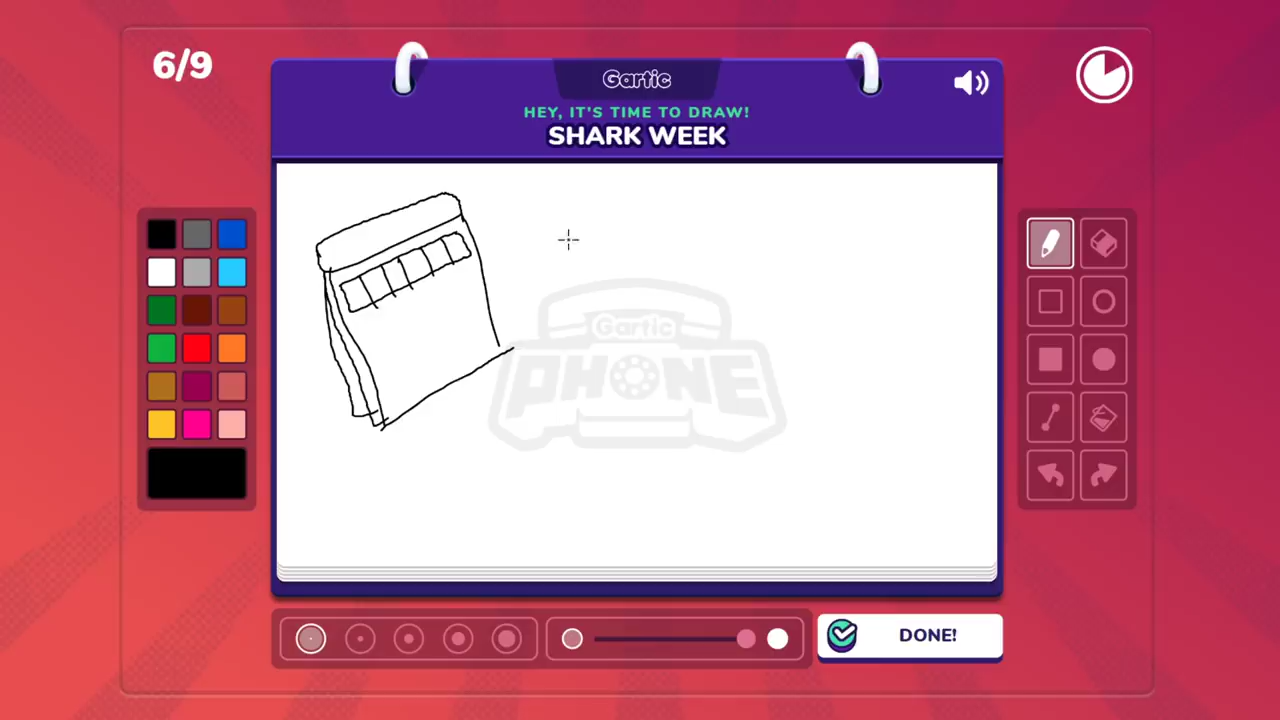 6/9
Gartic
HEY, IT'S TIME TO DRAW!
SHARK WEEK
Gartic
PHONE
DONE!